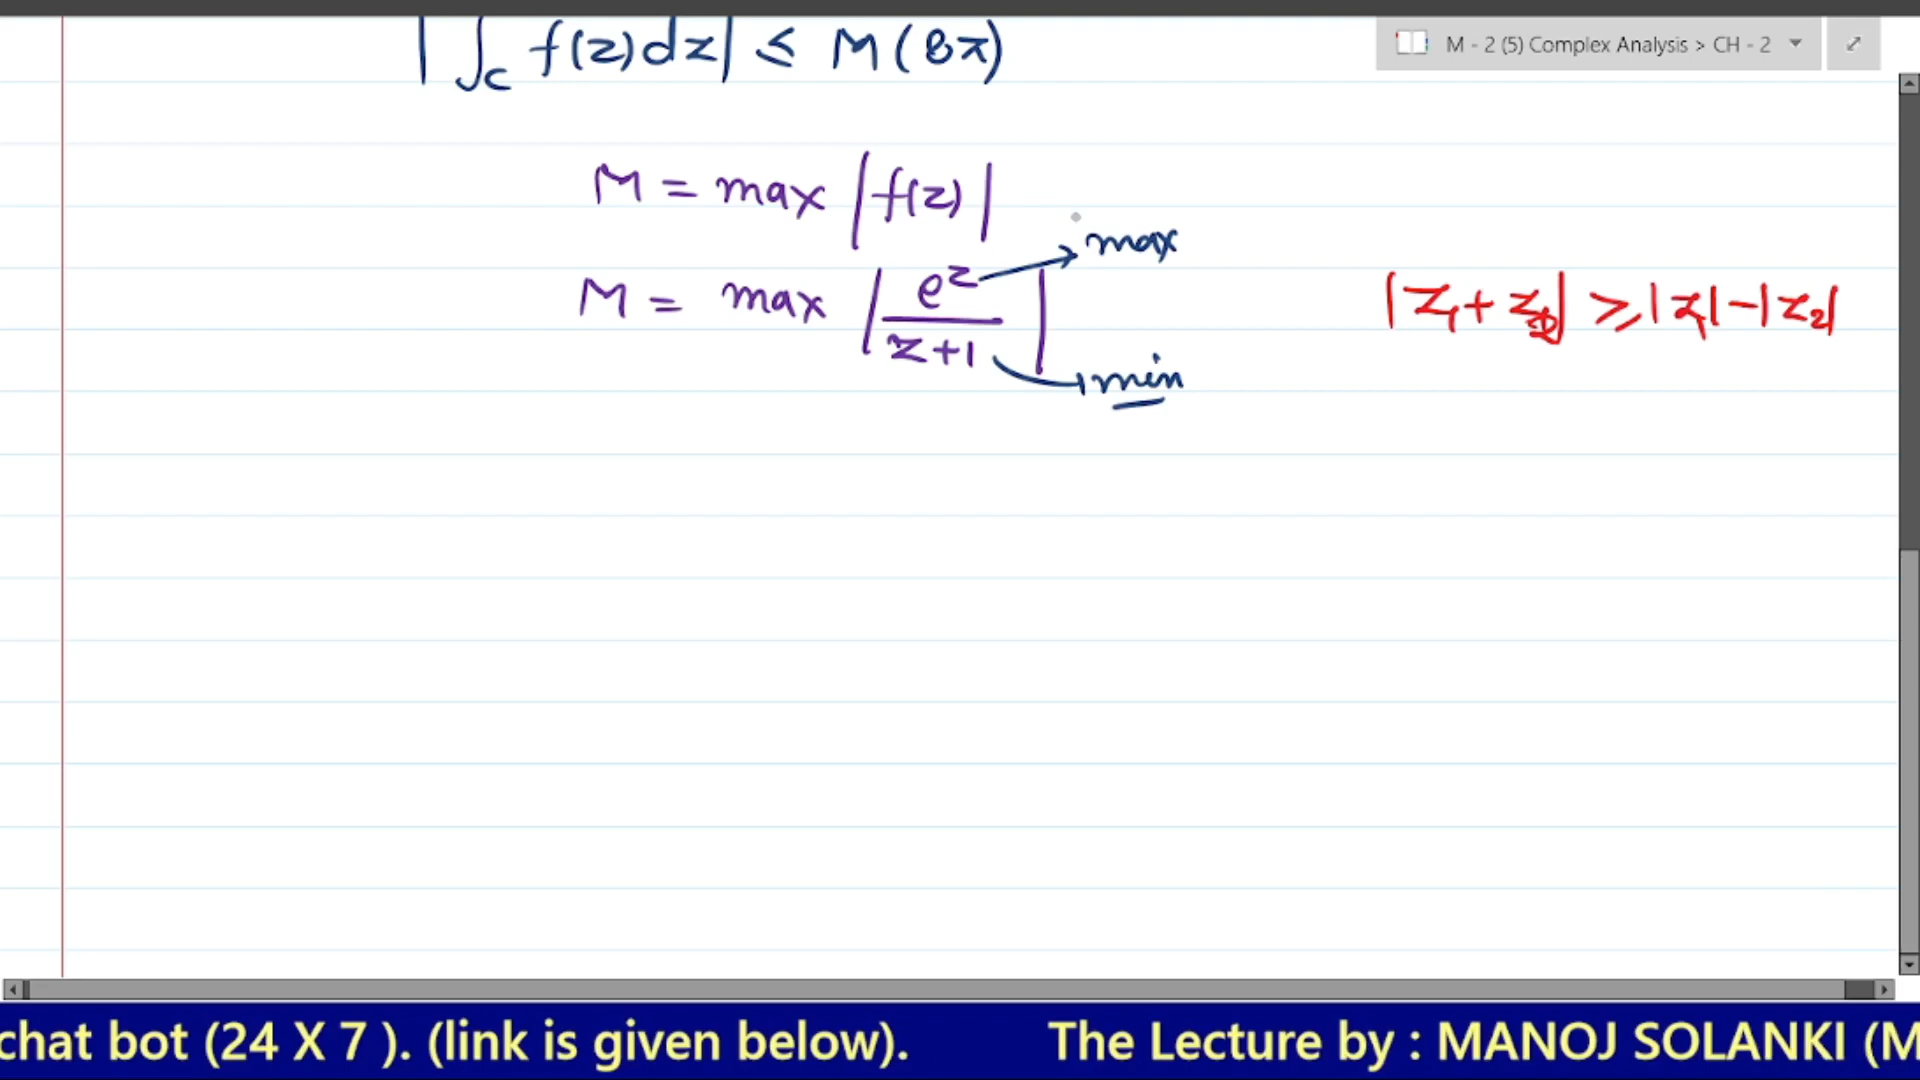 |∫_C f(z)dz| ≤ M(8π)
M - 2 (5) Complex Analysis > CH - 2
M = max |f(z)|
max
M = max |e^z / z+1|
|z₁ + z₂| ≥ |z₁| - |z₂|
min
chat bot (24 X 7 ). (link is given below). The Lecture by : MANOJ SOLANKI (M